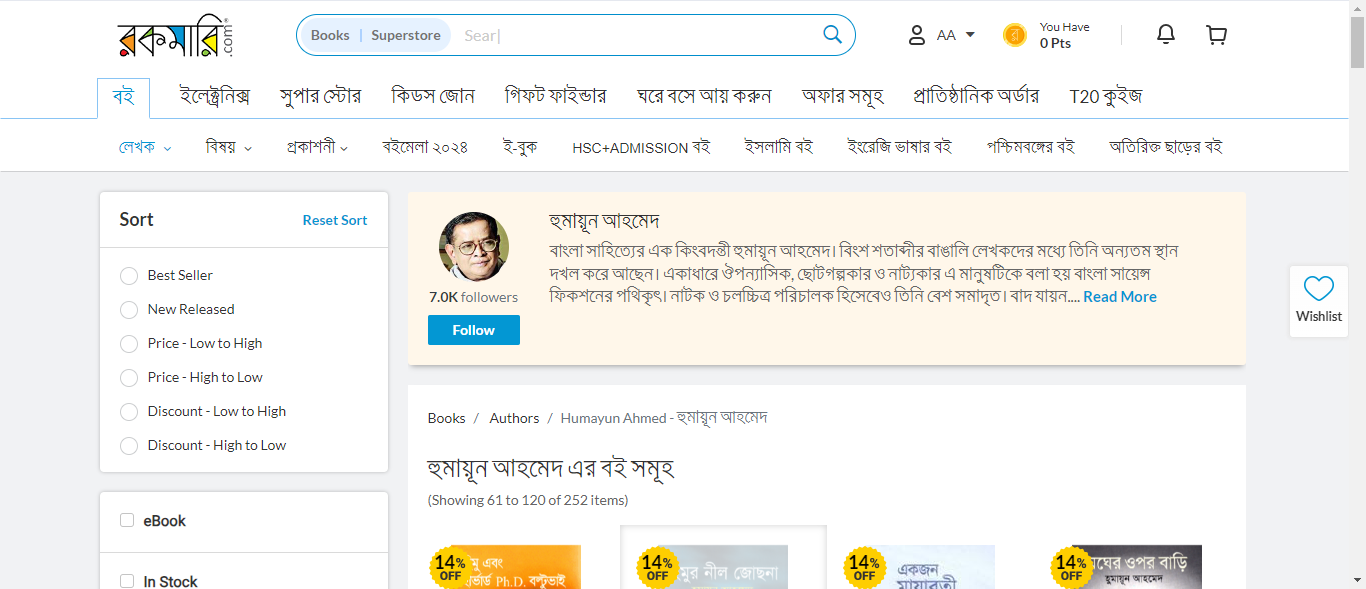 রকমারি.com
Books | Superstore Sear|
AA
You Have
0 Pts
বই ইলেক্ট্রনিক্স সুপার স্টোর কিডস জোন গিফট ফাইন্ডার ঘরে বসে আয় করুন অফার সমূহ প্রাতিষ্ঠানিক অর্ডার T20 কুইজ
লেখক বিষয় প্রকাশনী বইমেলা ২০২৪ ই-বুক HSC+ADMISSION বই ইসলামি বই ইংরেজি ভাষার বই পশ্চিমবঙ্গের বই অতিরিক্ত ছাড়ের বই
Sort Reset Sort
Best Seller
New Released
Price - Low to High
Price - High to Low
Discount - Low to High
Discount - High to Low
eBook
In Stock
7.0K followers
Follow
হুমায়ূন আহমেদ
বাংলা সাহিত্যের এক কিংবদন্তী হুমায়ূন আহমেদ। বিংশ শতাব্দীর বাঙালি লেখকদের মধ্যে তিনি অন্যতম স্থান
দখল করে আছেন। একাধারে ঔপন্যাসিক, ছোটগল্পকার ও নাট্যকার এ মানুষটিকে বলা হয় বাংলা সায়েন্স
ফিকশনের পথিকৃৎ। নাটক ও চলচ্চিত্র পরিচালক হিসেবেও তিনি বেশ সমাদৃত। বাদ যায়ন.... Read More
Wishlist
Books / Authors / Humayun Ahmed - হুমায়ূন আহমেদ
হুমায়ূন আহমেদ এর বই সমূহ
(Showing 61 to 120 of 252 items)
14% OFF
এবং
Ph.D. বল্টুভাই
14% OFF
নীল জোছনা
14% OFF
একজন
মায়াবতী
14% OFF
ওপর বাড়ি
হুমায়ূন আহমেদ